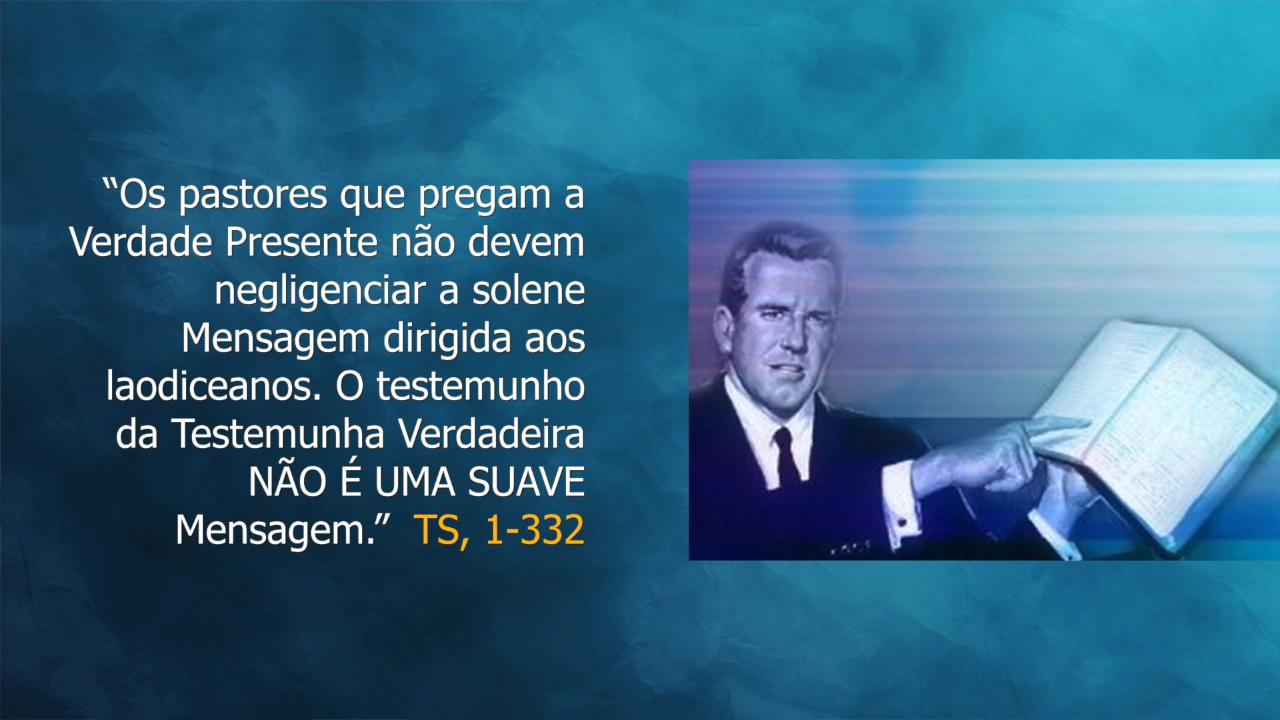 “Os pastores que pregam a
Verdade Presente não devem
negligenciar a solene
Mensagem dirigida aos
laodiceanos. O testemunho
da Testemunha Verdadeira
NÃO É UMA SUAVE
Mensagem.” TS, 1-332